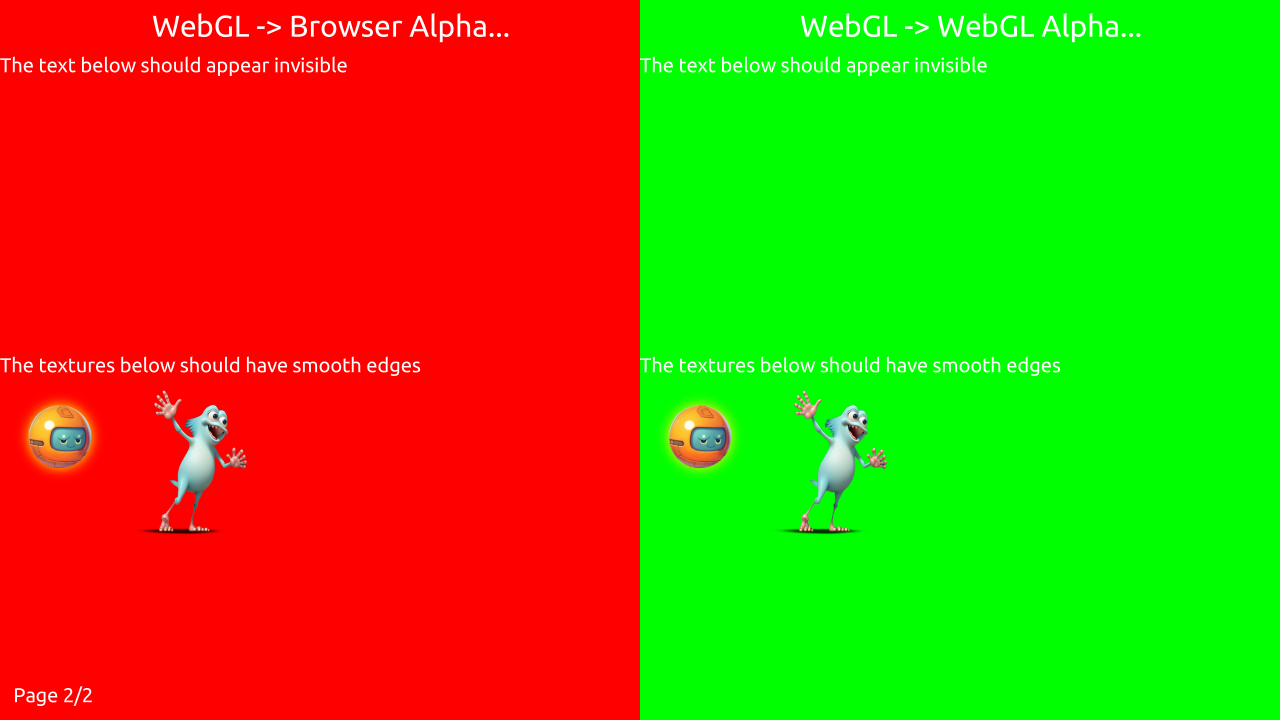 WebGL -> Browser Alpha...
The text below should appear invisible
The textures below should have smooth edges
Page 2/2
WebGL -> WebGL Alpha...
The text below should appear invisible
The textures below should have smooth edges